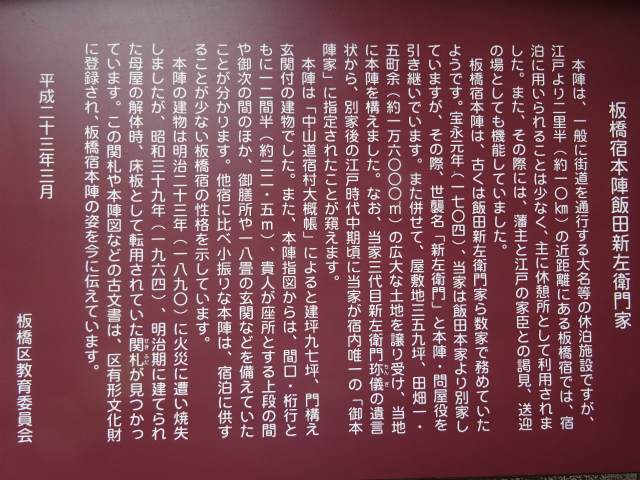 板橋宿本陣飯田新左衛門家
本陣は、一般に街道を通行する大名等の休泊施設ですが、
江戸より二里半（約一〇㎞）の近距離にある板橋宿では、宿
泊に用いられることは少なく、主に休憩所として利用されま
した。また、その際には、藩主と江戸の家臣との謁見、送迎
の場としても機能していました。
板橋宿本陣は、古くは飯田新左衛門家ら数家で務めていた
ようです。宝永元年（一七〇四）、当家は飯田本家より別家し
ていますが、その際、世襲名「新左衛門」と本陣・問屋役を
引き継いでいます。また併せて、屋敷地三五九坪、田畑一・
五町余（約一万六〇〇〇㎡）の広大な土地を譲り受け、当地
に本陣を構えました。なお、当家三代目新左衛門珎儀の遺言
状から、別家後の江戸時代中期頃に当家が宿内唯一の「御本
陣家」に指定されたことが窺えます。
本陣は「中山道宿村大概帳」によると建坪九七坪、門構え
玄関付の建物でした。また、本陣指図からは、間口・桁行と
もに一二間半（約二二・五ｍ）、貴人が座所とする上段の間
や御次の間のほか、御膳所や一八畳の玄関などを備えていた
ことが分かります。他宿に比べ小振りな本陣は、宿泊に供す
ることが少ない板橋宿の性格を示しています。
本陣の建物は明治二十三年（一八九〇）に火災に遭い焼失
しましたが、昭和三十九年（一九六四）、明治期に建てられ
た母屋の解体時、床板として転用されていた関札が見つかっ
ています。この関札や本陣図などの古文書は、区有形文化財
に登録され、板橋宿本陣の姿を今に伝えています。
平成二十三年三月
板橋区教育委員会